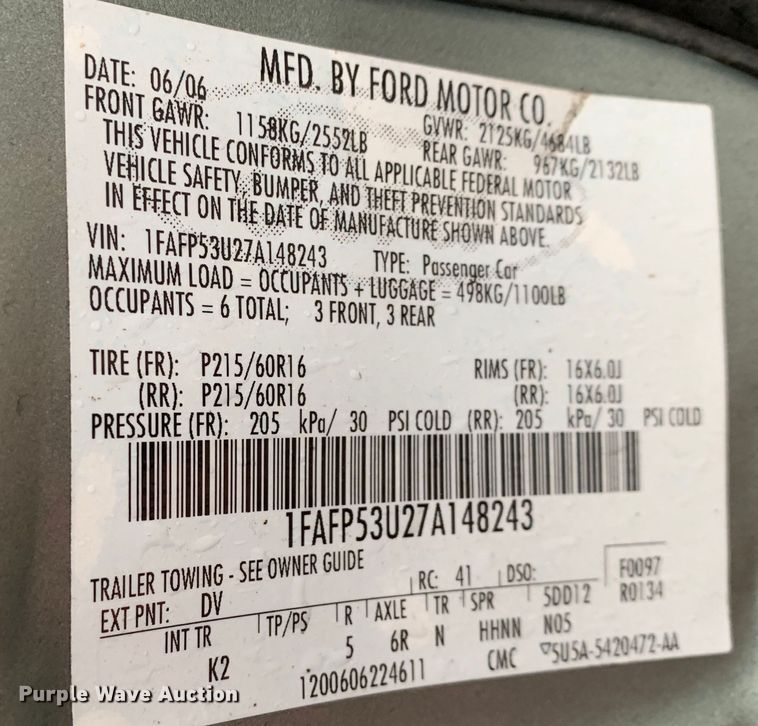 MFD. BY FORD MOTOR CO.
DATE: 06/06
GVWR: 2125KG/4684LB
FRONT GAWR: 1158KG/2552LB REAR GAWR: 967KG/2132LB
THIS VEHICLE CONFORMS TO ALL APPLICABLE FEDERAL MOTOR
VEHICLE SAFETY, BUMPER, AND THEFT PREVENTION STANDARDS
IN EFFECT ON THE DATE OF MANUFACTURE SHOWN ABOVE.
VIN: 1FAFP53U27A148243 TYPE: Passenger Car
MAXIMUM LOAD = OCCUPANTS + LUGGAGE = 498KG/1100LB
OCCUPANTS = 6 TOTAL; 3 FRONT, 3 REAR
TIRE (FR): P215/60R16 RIMS (FR): 16X6.0J
(RR): P215/60R16 (RR): 16X6.0J
PRESSURE (FR): 205 kPa/ 30 PSI COLD (RR): 205 kPa/ 30 PSI COLD
1FAFP53U27A148243
TRAILER TOWING - SEE OWNER GUIDE
EXT PNT: DV RC: 41 DSO: F0097
INT TR TP/PS R AXLE TR SPR 5DD12 R0134
K2 5 6R N HHNN N05
1200606224611 CMC ▽5U5A-5420472-AA
Purple Wave Auction